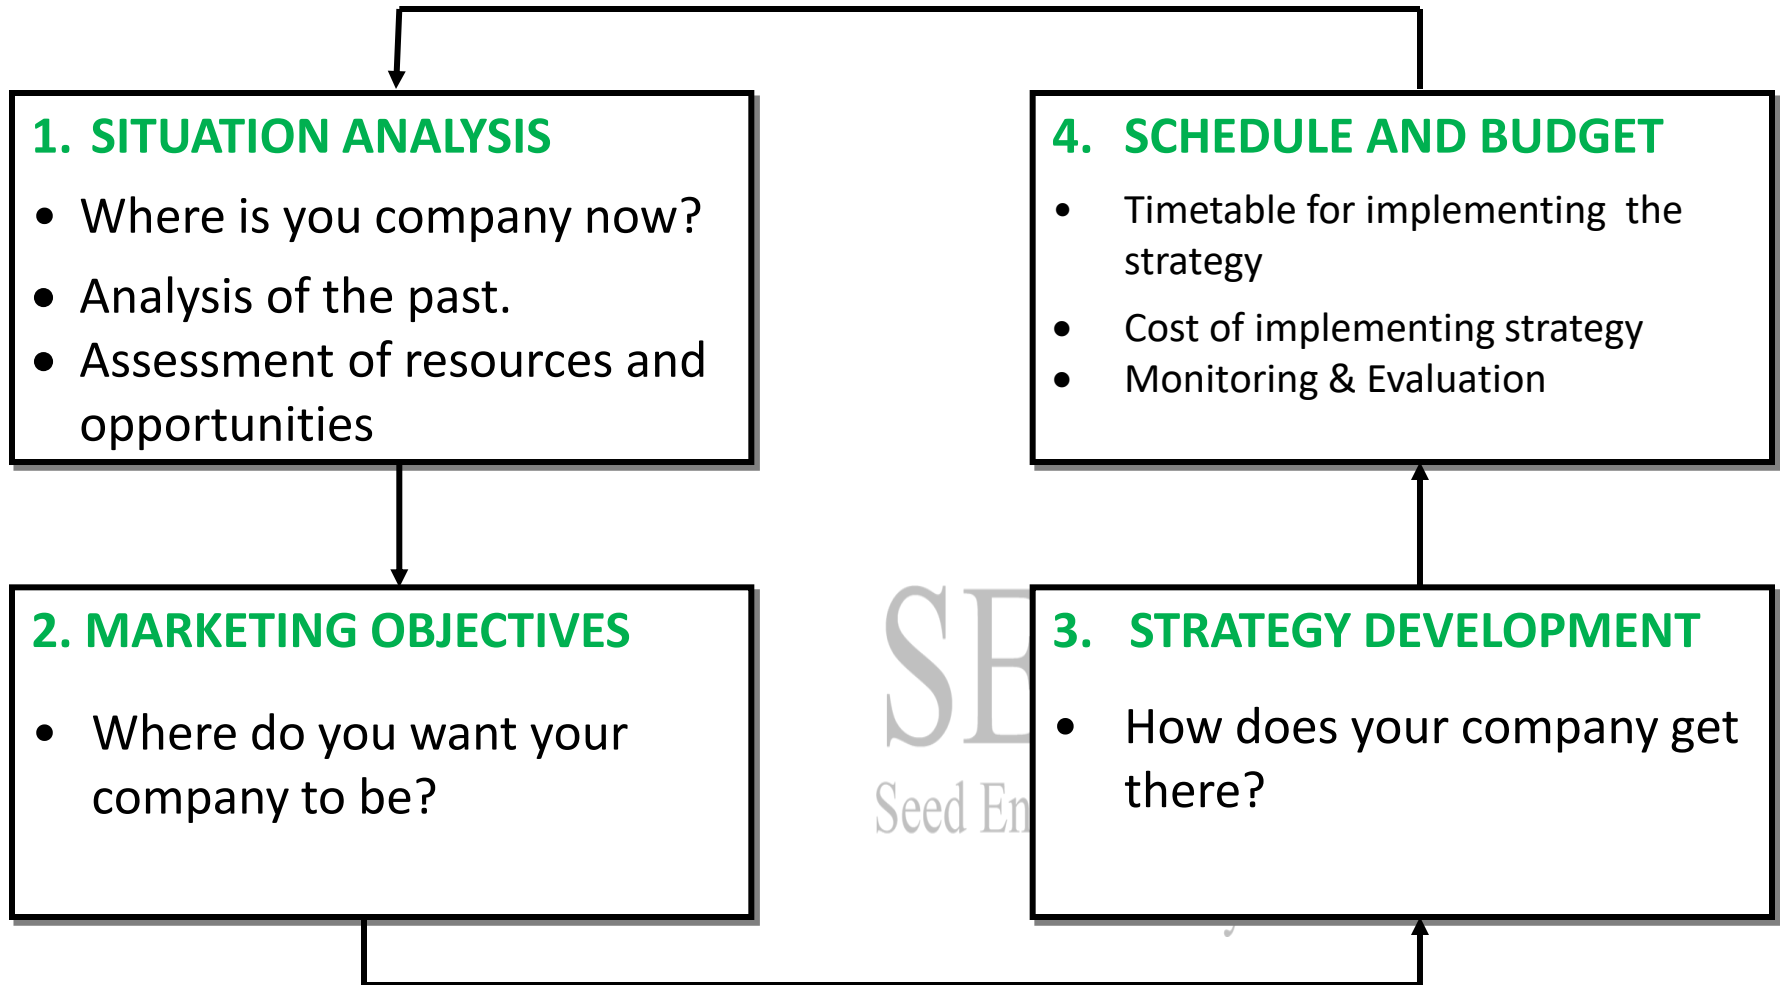 1. SITUATION ANALYSIS
• Where is you company now?
• Analysis of the past.
• Assessment of resources and
opportunities
2. MARKETING OBJECTIVES
• Where do you want your
company to be?
3. STRATEGY DEVELOPMENT
• How does your company get
there?
4. SCHEDULE AND BUDGET
• Timetable for implementing the
strategy
• Cost of implementing strategy
• Monitoring & Evaluation
Seed